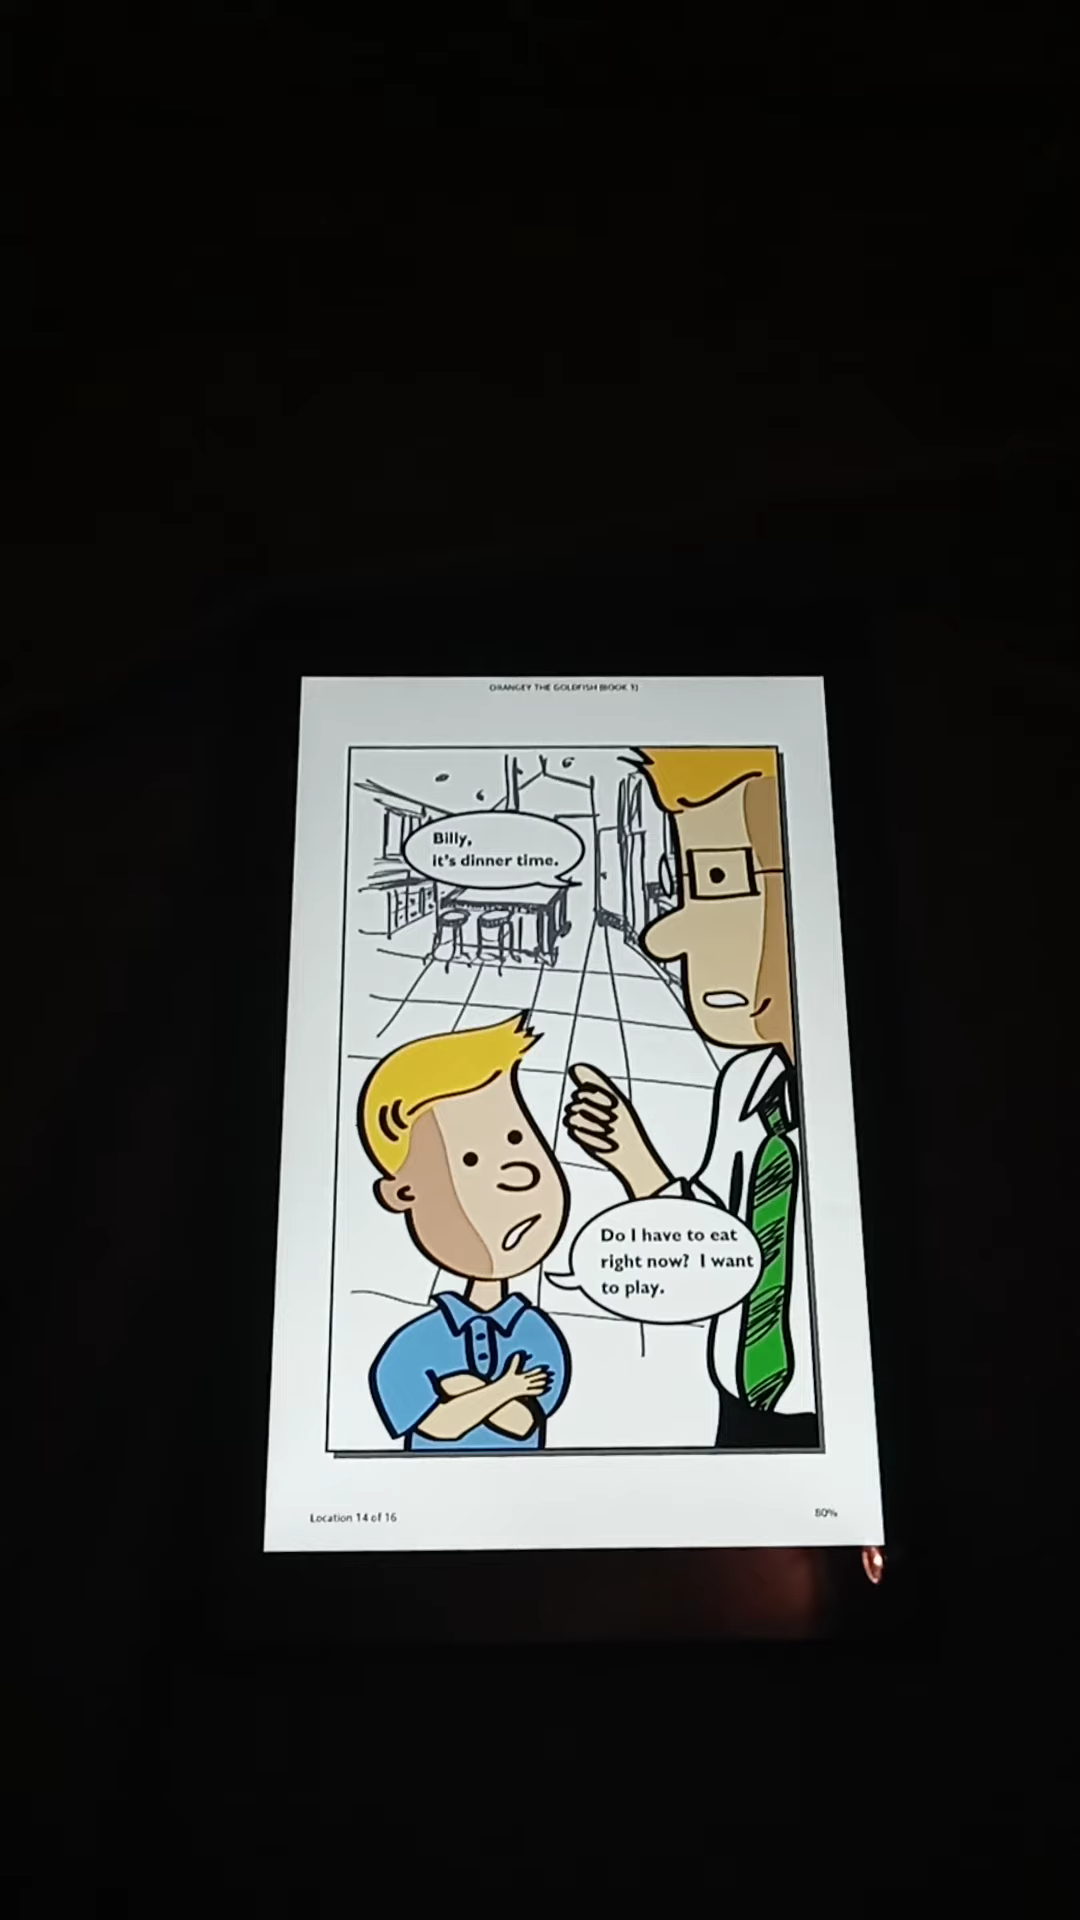 ORANGEY THE GOLDFISH (BOOK 1)
Billy,
it's dinner time.
Do I have to eat
right now? I want
to play.
Location 14 of 16
80%